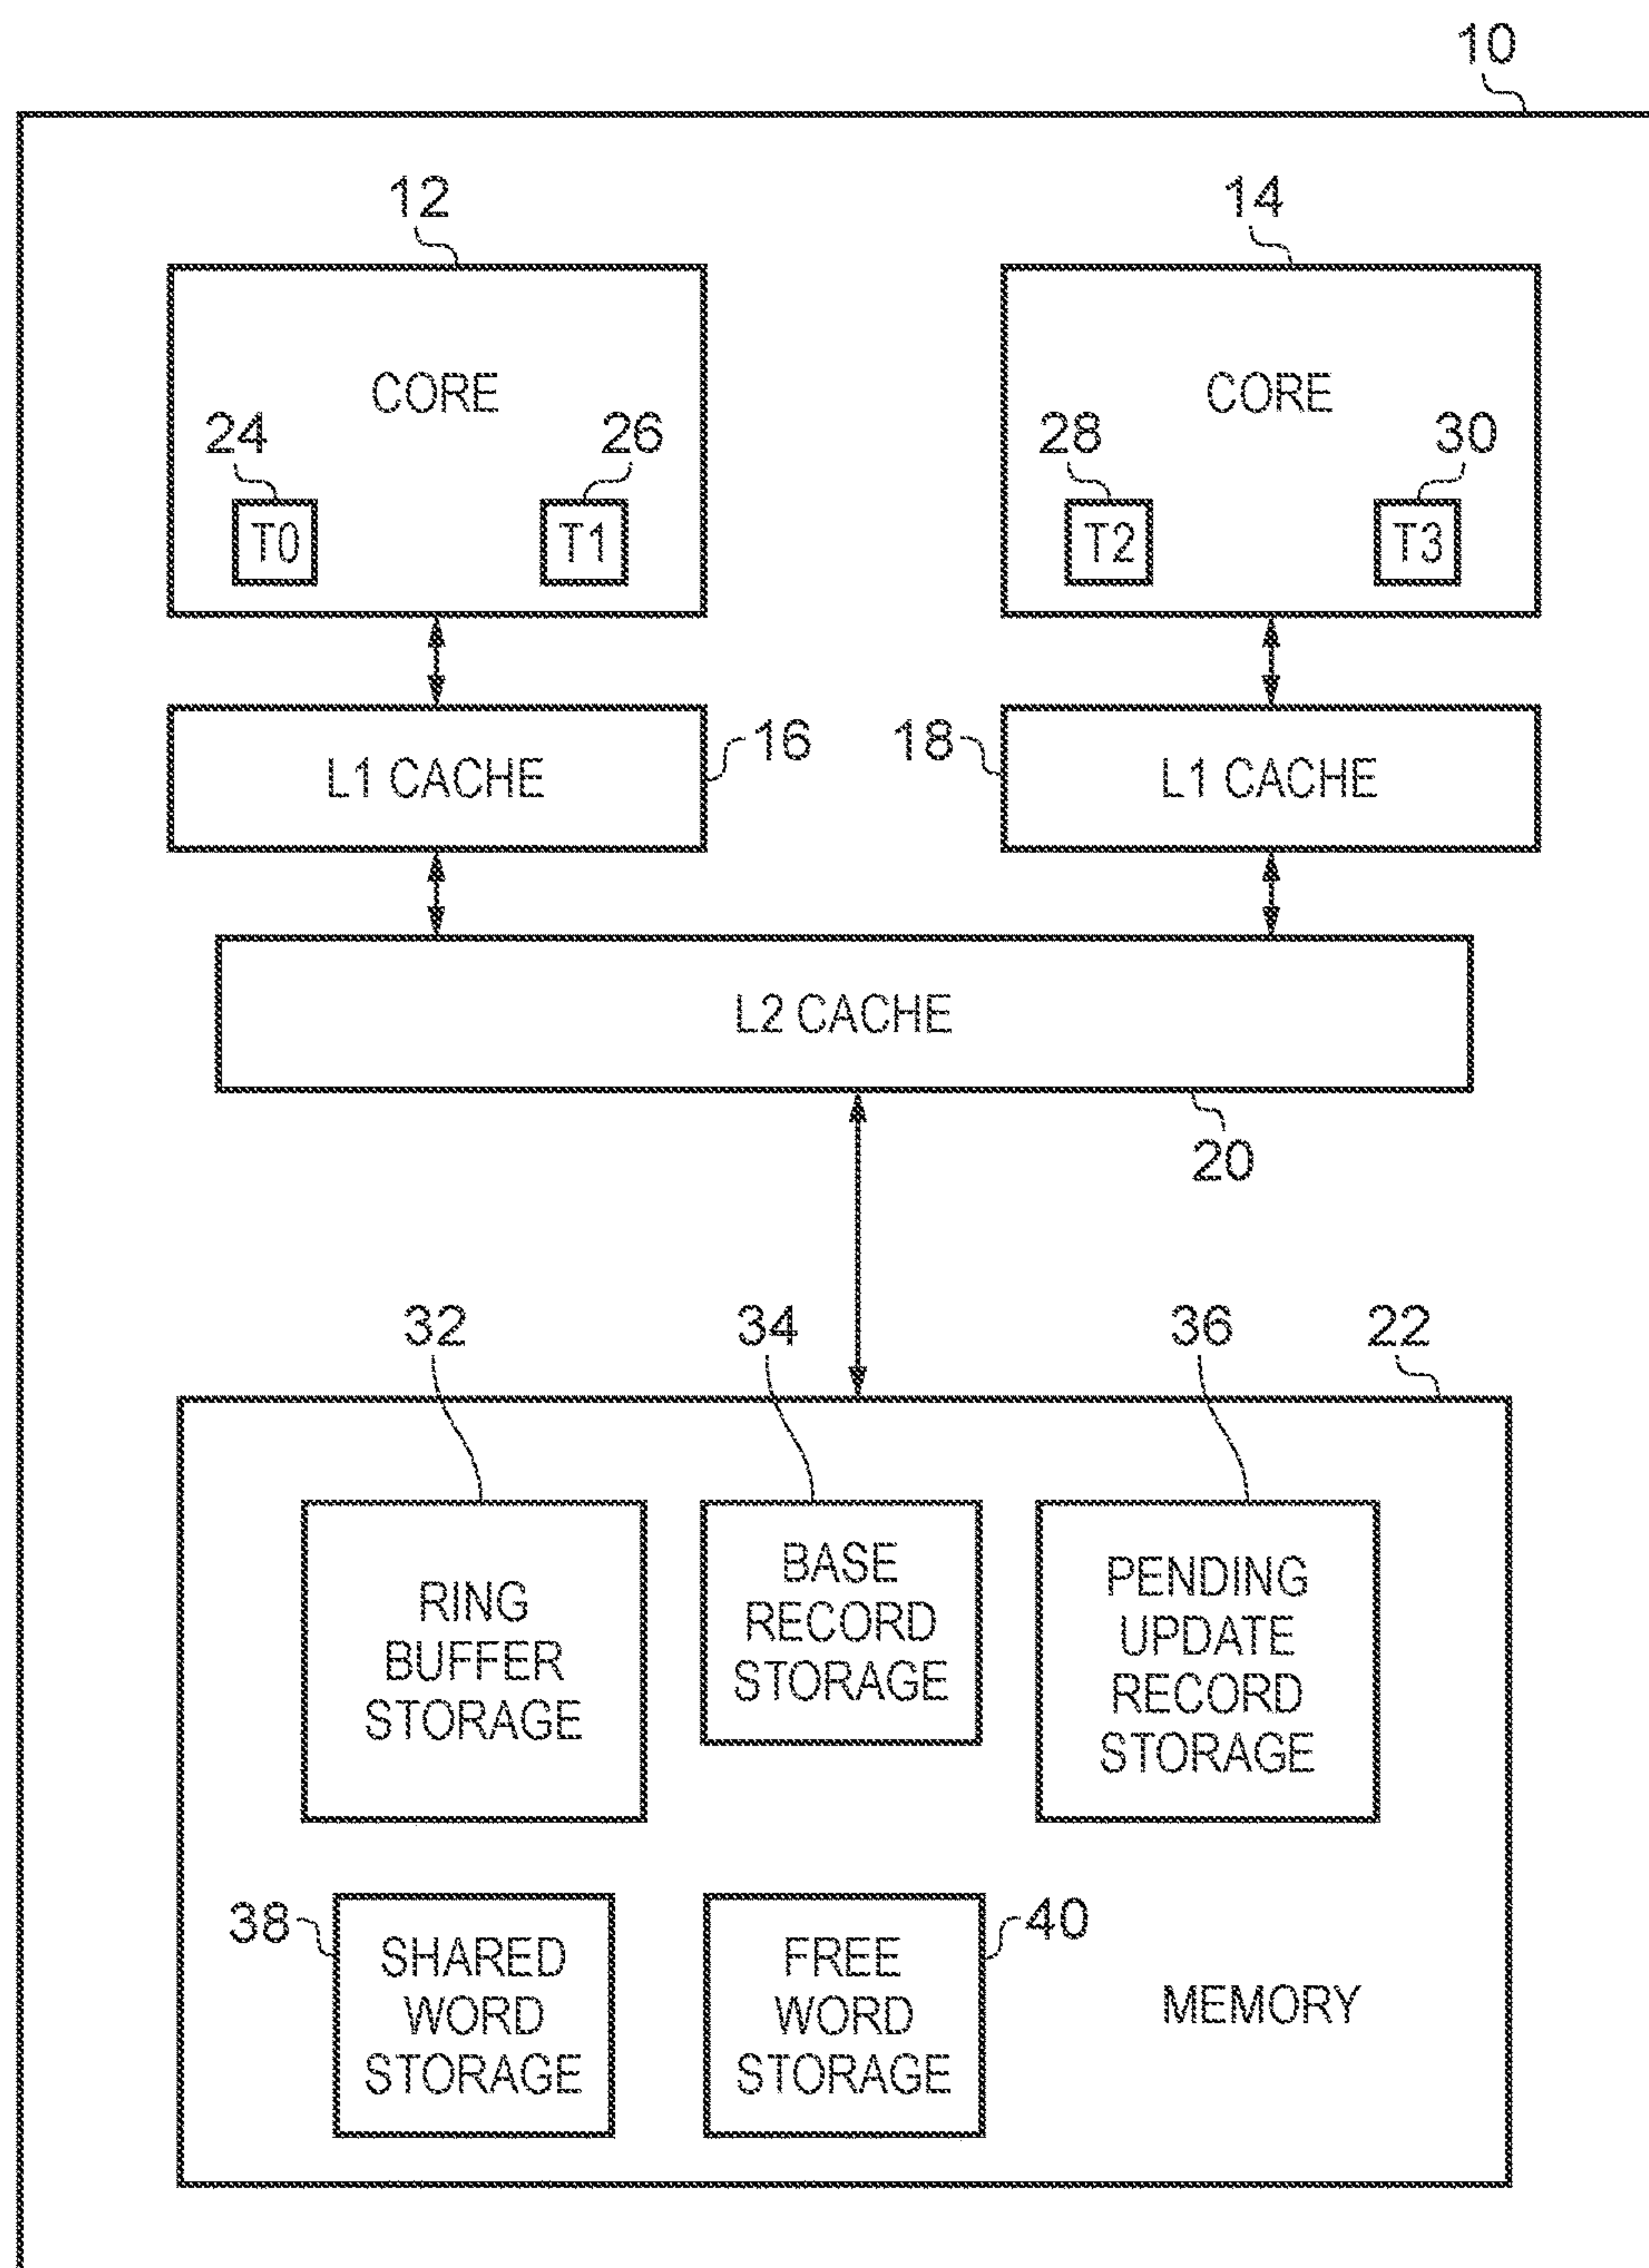 10
12
14
CORE
CORE
24
26
28
30
T0
T1
T2
T3
16
18
L1 CACHE
L1 CACHE
L2 CACHE
20
32
34
36
22
RING
BUFFER
STORAGE
BASE
RECORD
STORAGE
PENDING
UPDATE
RECORD
STORAGE
38
SHARED
WORD
STORAGE
FREE
WORD
STORAGE
40
MEMORY